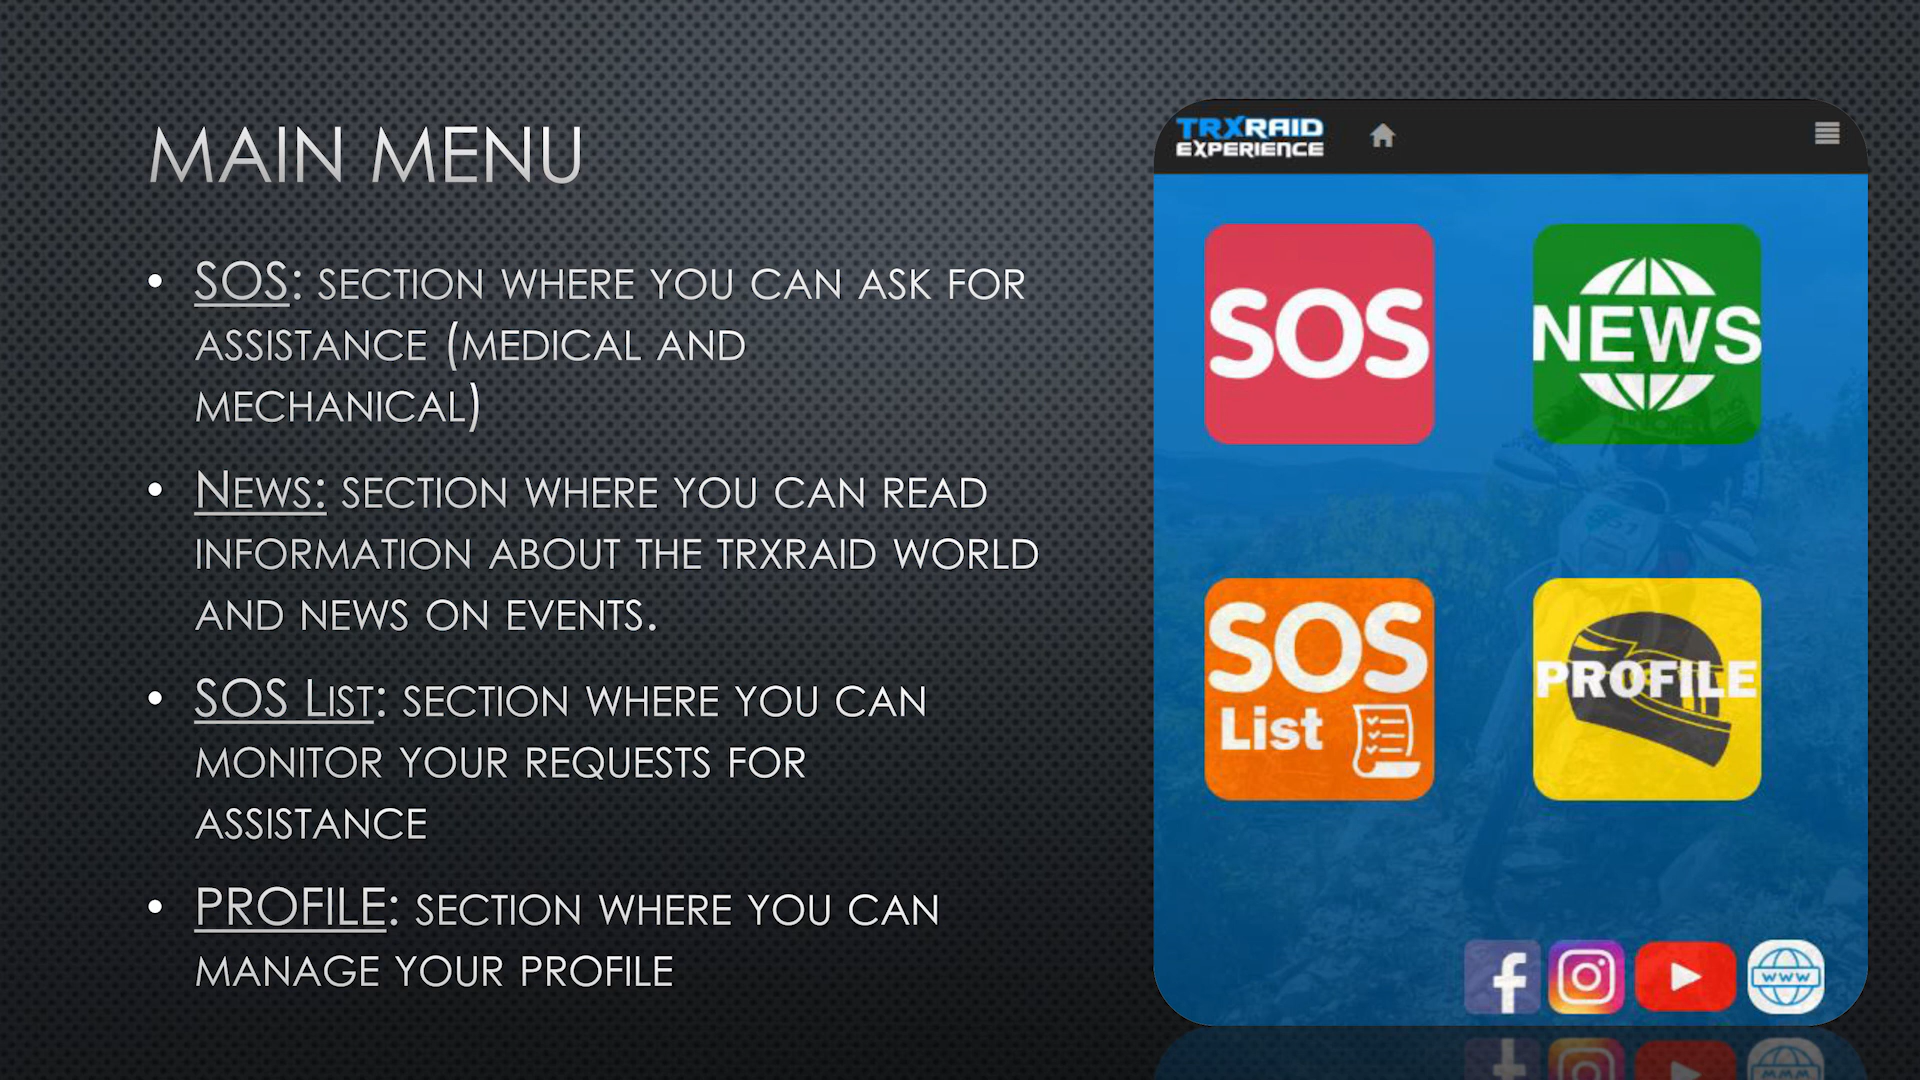 MAIN MENU
• SOS: SECTION WHERE YOU CAN ASK FOR
ASSISTANCE (MEDICAL AND
MECHANICAL)
• NEWS: SECTION WHERE YOU CAN READ
INFORMATION ABOUT THE TRXRAID WORLD
AND NEWS ON EVENTS.
• SOS LIST: SECTION WHERE YOU CAN
MONITOR YOUR REQUESTS FOR
ASSISTANCE
• PROFILE: SECTION WHERE YOU CAN
MANAGE YOUR PROFILE
TRXRAID
EXPERIENCE
SOS
NEWS
SOS
List
PROFILE
f
www